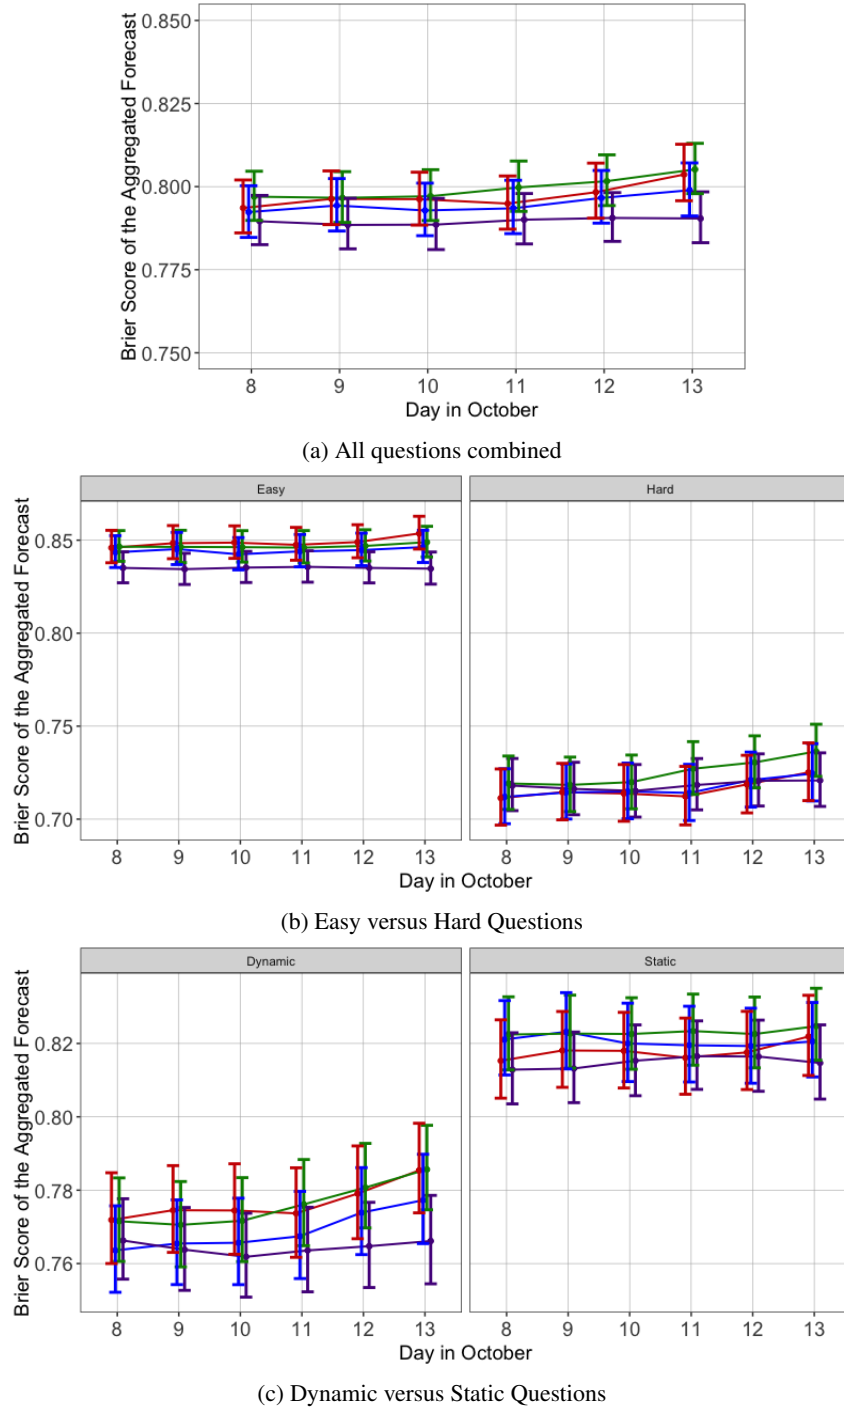 Brier Score of the Aggregated Forecast
0.850
0.825
0.800
0.775
0.750
8 9 10 11 12 13
Day in October
(a) All questions combined
Easy Hard
Brier Score of the Aggregated Forecast
0.85
0.80
0.75
0.70
8 9 10 11 12 13 8 9 10 11 12 13
Day in October
(b) Easy versus Hard Questions
Dynamic Static
Brier Score of the Aggregated Forecast
0.82
0.80
0.78
0.76
8 9 10 11 12 13 8 9 10 11 12 13
Day in October
(c) Dynamic versus Static Questions